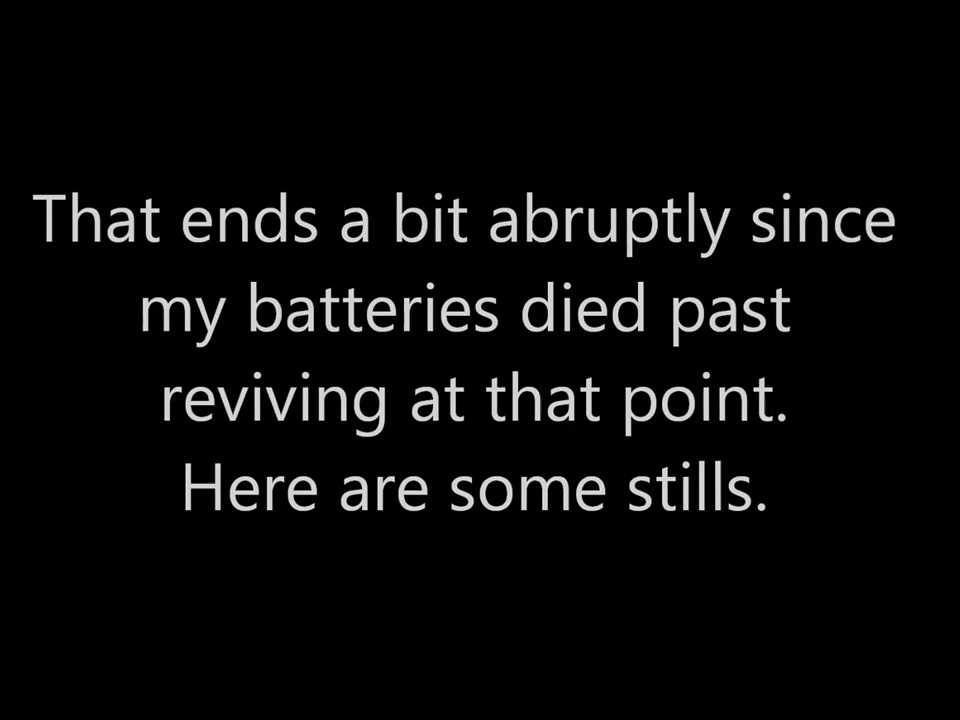 That ends a bit abruptly since
my batteries died past
reviving at that point.
Here are some stills.